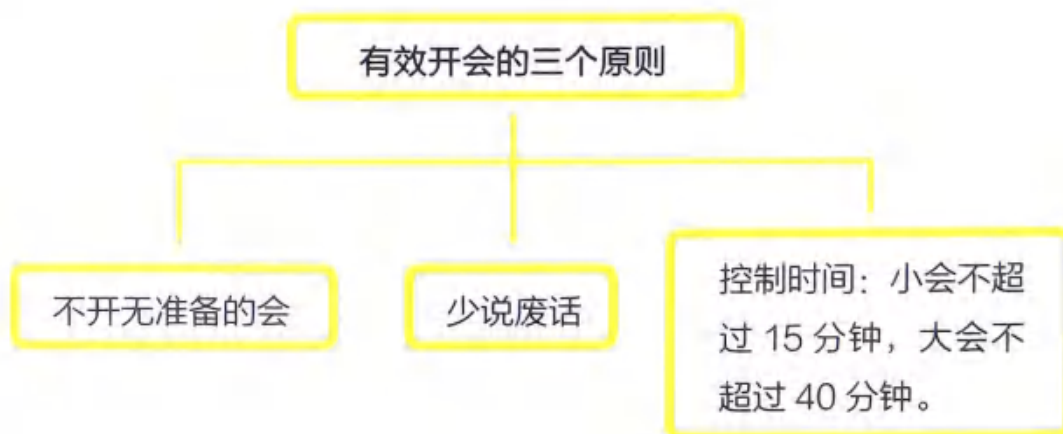 有效开会的三个原则
不开无准备的会
少说废话
控制时间：小会不超
过 15 分钟，大会不
超过 40 分钟。